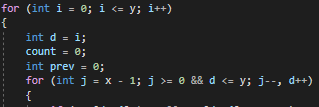 for (int i = 0; i <= y; i++)
{
int d = i;
count = 0;
int prev = 0;
for (int j = x - 1; j >= 0 && d <= y; j--, d++)
{